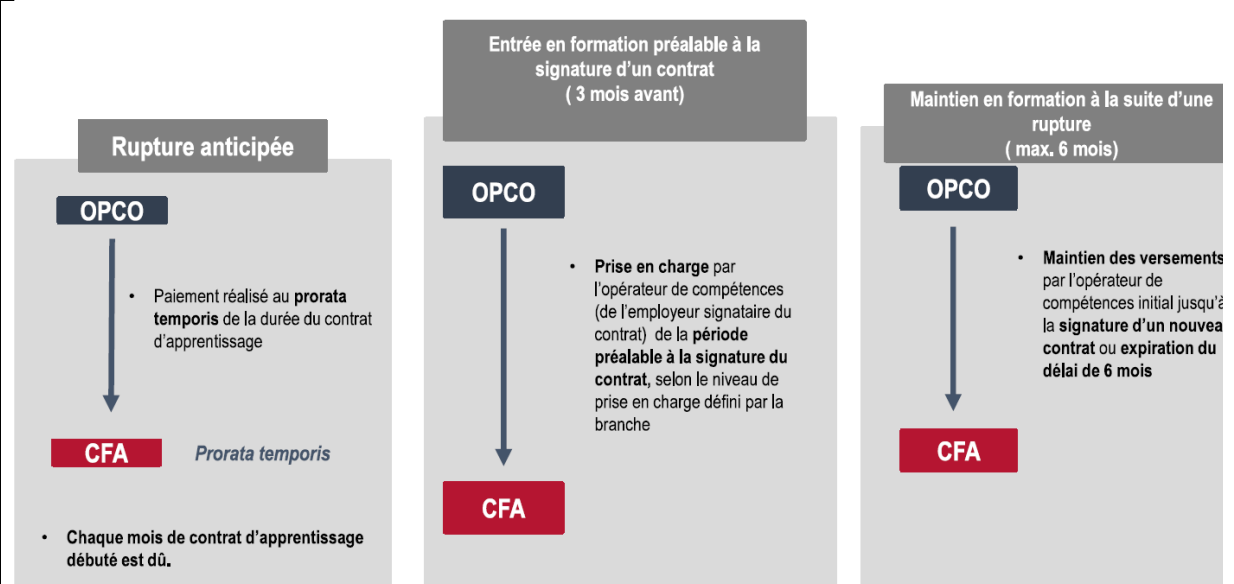 Rupture anticipée
OPCO
• Paiement réalisé au prorata
temporis de la durée du contrat
d’apprentissage
CFA
Prorata temporis
• Chaque mois de contrat d’apprentissage
débuté est dû.
Entrée en formation préalable à la
signature d’un contrat
( 3 mois avant)
OPCO
• Prise en charge par
l’opérateur de compétences
(de l’employeur signataire du
contrat) de la période
préalable à la signature du
contrat, selon le niveau de
prise en charge défini par la
branche
CFA
Maintien en formation à la suite d’une
rupture
( max. 6 mois)
OPCO
• Maintien des versements
par l’opérateur de
compétences initial jusqu’à
la signature d’un nouvea
contrat ou expiration du
délai de 6 mois
CFA